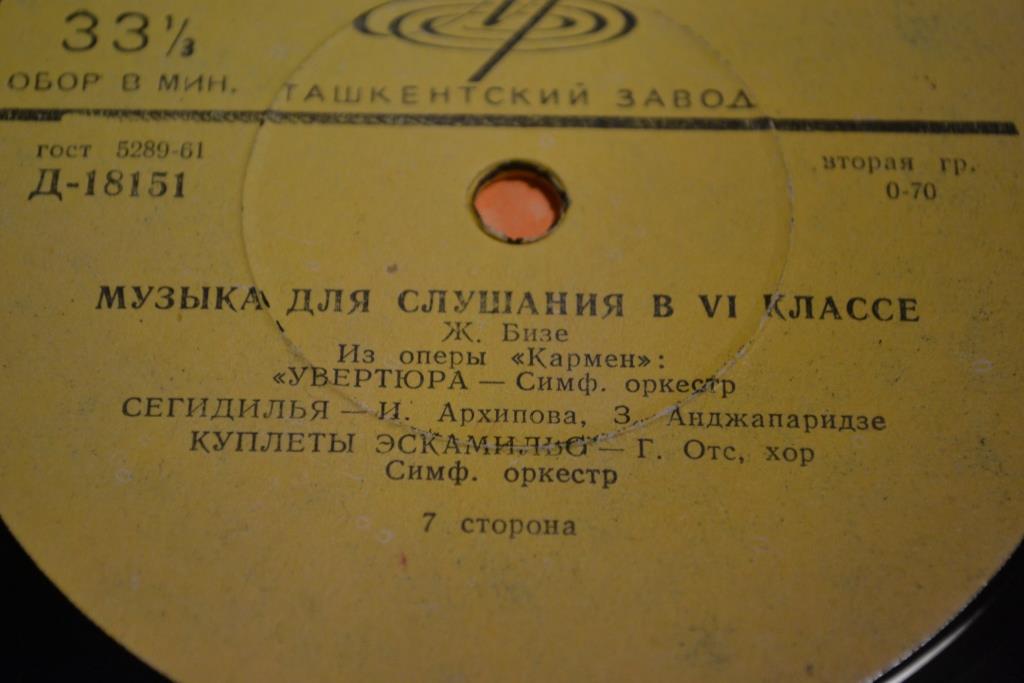 33⅓
ОБОР В МИН.
ТАШКЕНТСКИЙ ЗАВОД
гост 5289-61
Д-18151
вторая гр.
0-70
МУЗЫКА ДЛЯ СЛУШАНИЯ В VI КЛАССЕ
Ж. Бизе
Из оперы «Кармен»:
«УВЕРТЮРА — Симф. оркестр
СЕГИДИЛЬЯ — И. Архипова, З. Анджапаридзе
КУПЛЕТЫ ЭСКАМИЛЬО — Г. Отс, хор
Симф. оркестр
7 сторона